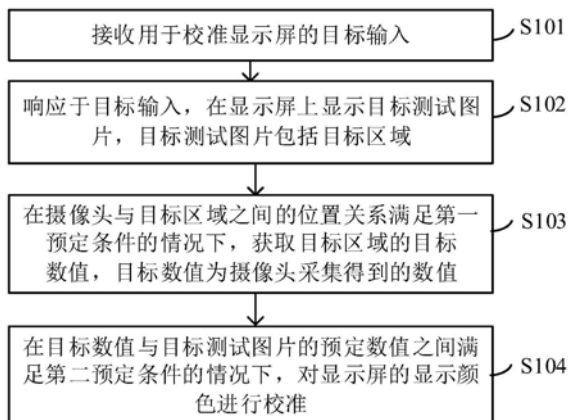 接收用于校准显示屏的目标输入
S101
响应于目标输入，在显示屏上显示目标测试图
片，目标测试图片包括目标区域
S102
在摄像头与目标区域之间的位置关系满足第一
预定条件的情况下，获取目标区域的目标
数值，目标数值为摄像头采集得到的数值
S103
在目标数值与目标测试图片的预定数值之间满
足第二预定条件的情况下，对显示屏的显示颜
色进行校准
S104